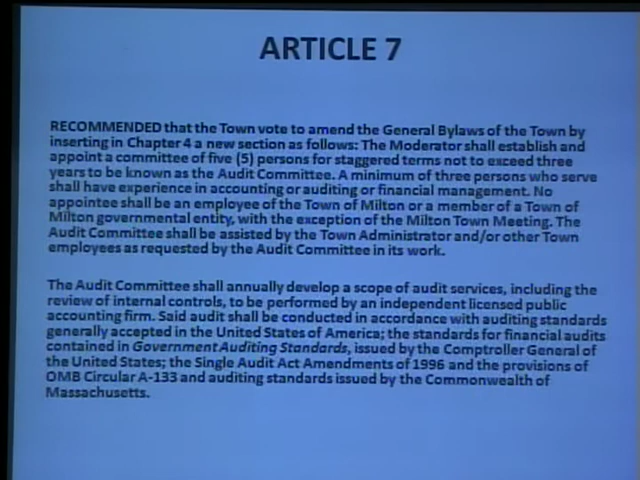 ARTICLE 7
RECOMMENDED that the Town vote to amend the General Bylaws of the Town by
inserting in Chapter 4 a new section as follows: The Moderator shall establish and
appoint a committee of five (5) persons for staggered terms not to exceed three
years to be known as the Audit Committee. A minimum of three persons who serve
shall have experience in accounting or auditing or financial management. No
appointee shall be an employee of the Town of Milton or a member of a Town of
Milton governmental entity, with the exception of the Milton Town Meeting. The
Audit Committee shall be assisted by the Town Administrator and/or other Town
employees as requested by the Audit Committee in its work.
The Audit Committee shall annually develop a scope of audit services, including the
review of internal controls, to be performed by an independent licensed public
accounting firm. Said audit shall be conducted in accordance with auditing standards
generally accepted in the United States of America; the standards for financial audits
contained in Government Auditing Standards, issued by the Comptroller General of
the United States; the Single Audit Act Amendments of 1996 and the provisions of
OMB Circular A-133 and auditing standards issued by the Commonwealth of
Massachusetts.